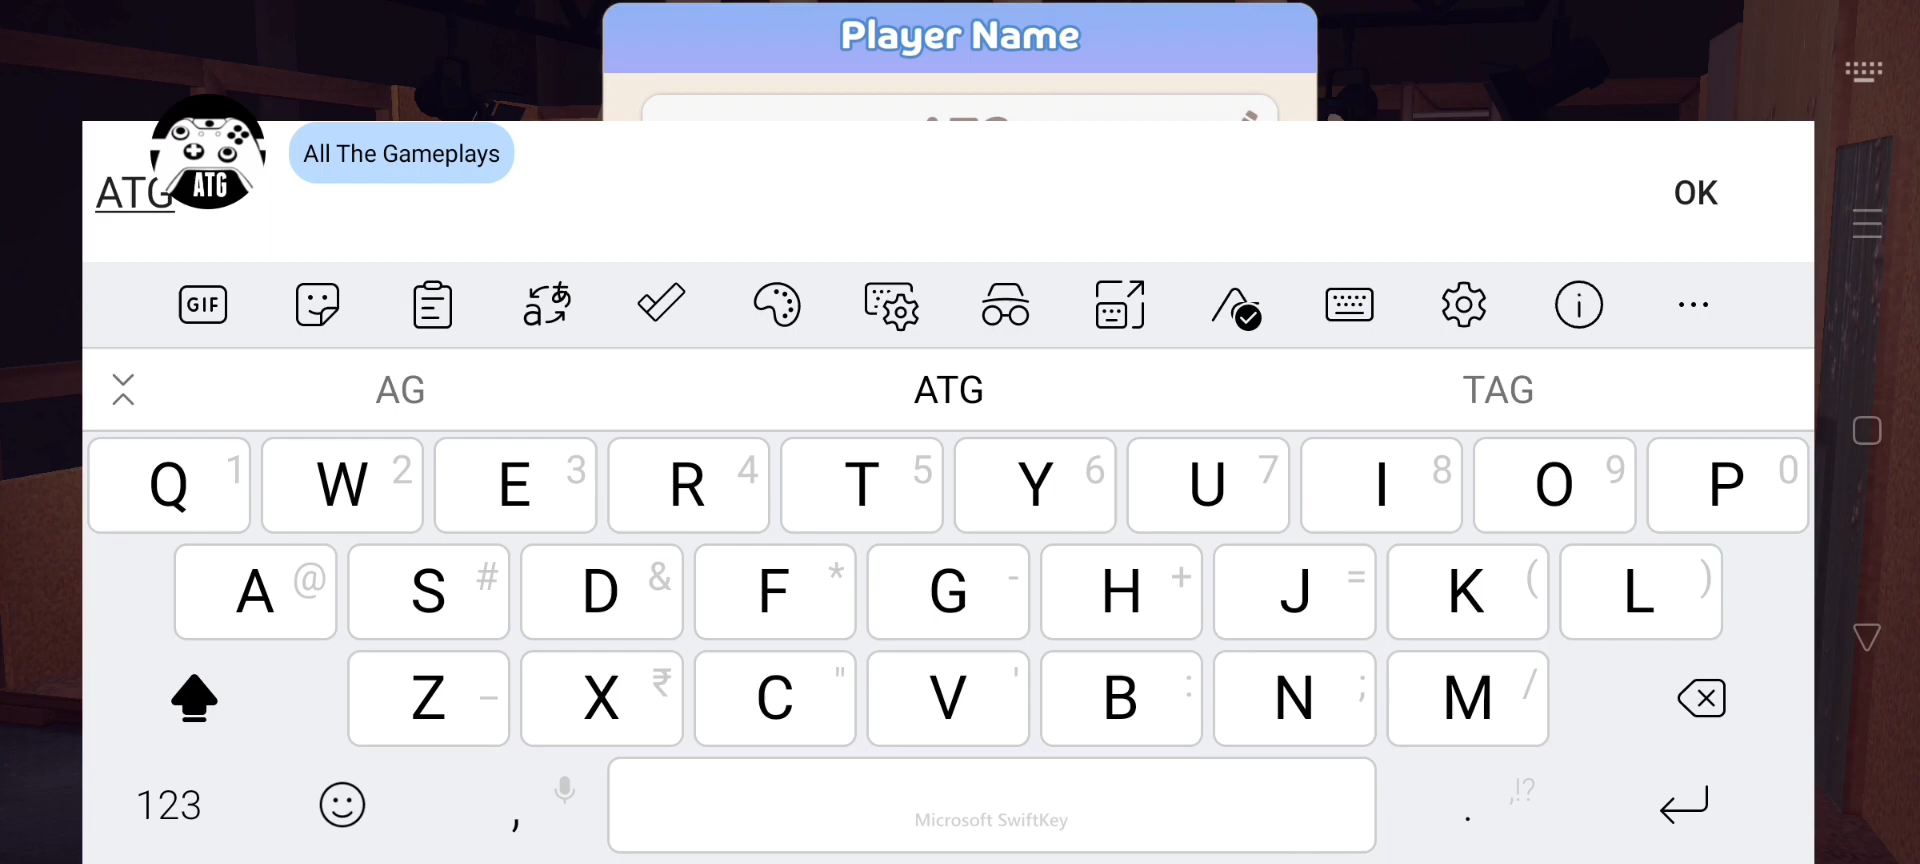 Player Name
ATG
All The Gameplays
ATG
ATG
OK
GIF
AG ATG TAG
Q 1 W 2 E 3 R 4 T 5 Y 6 U 7 I 8 O 9 P 0
A @ S # D & F * G - H + J = K ( L )
Z _ X ₹ C " V ' B : N ; M /
123 , Microsoft SwiftKey . ,!?